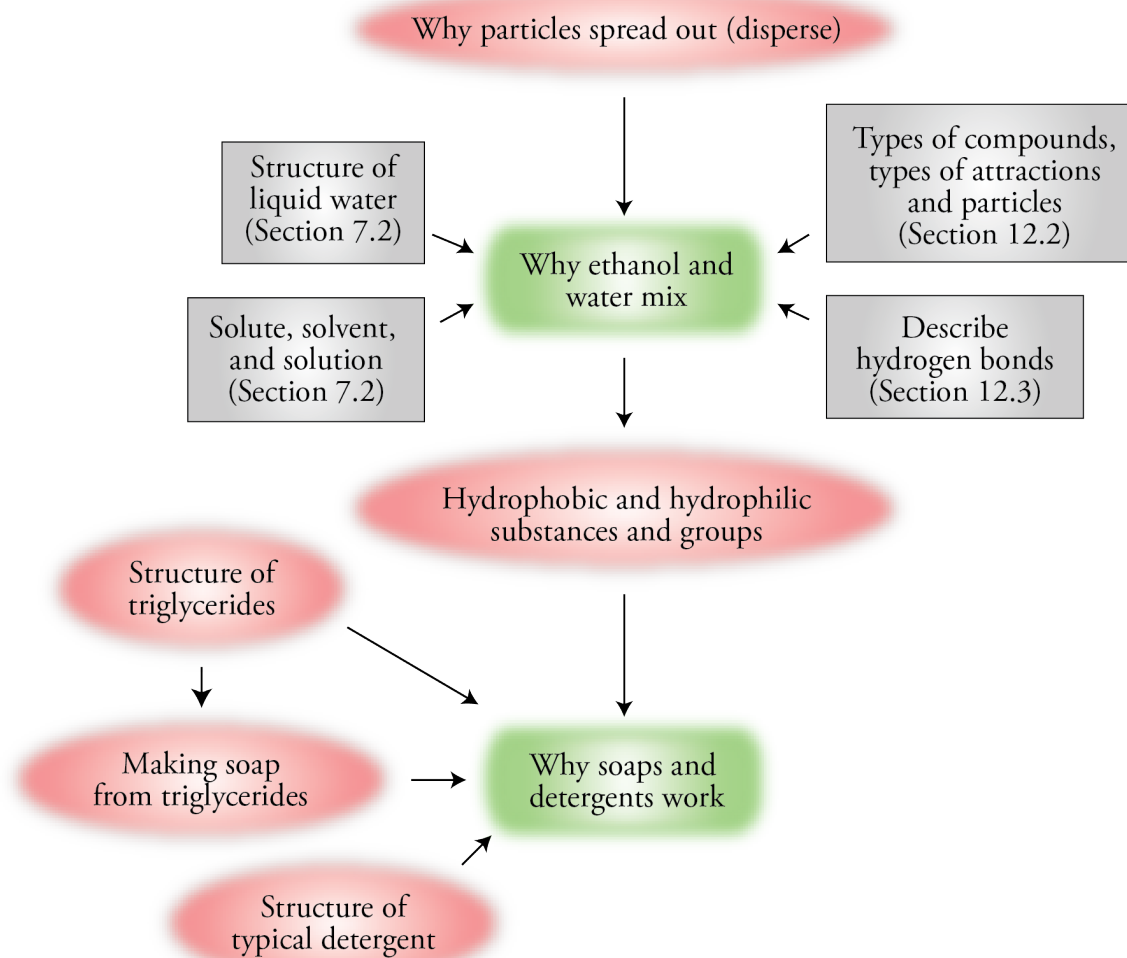 Why particles spread out (disperse)
Structure of
liquid water
(Section 7.2)
Types of compounds,
types of attractions
and particles
(Section 12.2)
Why ethanol and
water mix
Solute, solvent,
and solution
(Section 7.2)
Describe
hydrogen bonds
(Section 12.3)
Hydrophobic and hydrophilic
substances and groups
Structure of
triglycerides
Making soap
from triglycerides
Why soaps and
detergents work
Structure of
typical detergent